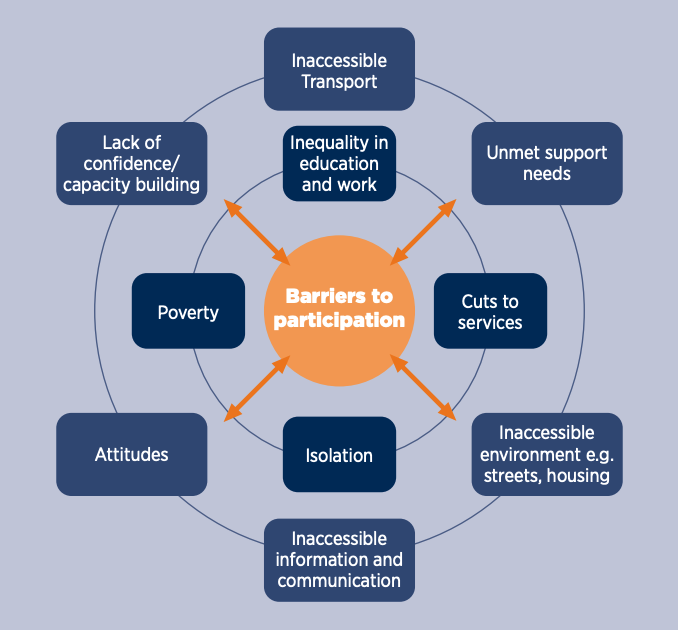 Inaccessible
Transport
Lack of
confidence/
capacity building
Inequality in
education
and work
Unmet support
needs
Poverty
Barriers to
participation
Cuts to
services
Attitudes
Isolation
Inaccessible
environment e.g.
streets, housing
Inaccessible
information and
communication